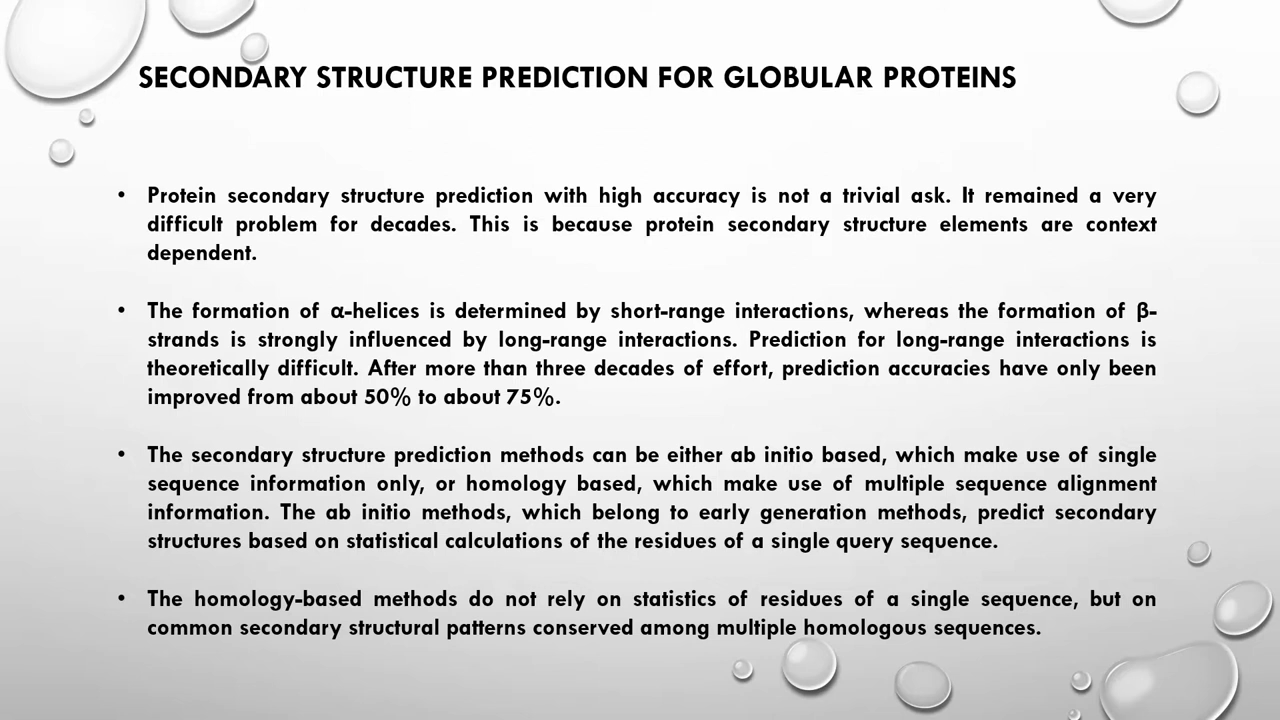 SECONDARY STRUCTURE PREDICTION FOR GLOBULAR PROTEINS
• Protein secondary structure prediction with high accuracy is not a trivial ask. It remained a very
difficult problem for decades. This is because protein secondary structure elements are context
dependent.
• The formation of α-helices is determined by short-range interactions, whereas the formation of β-
strands is strongly influenced by long-range interactions. Prediction for long-range interactions is
theoretically difficult. After more than three decades of effort, prediction accuracies have only been
improved from about 50% to about 75%.
• The secondary structure prediction methods can be either ab initio based, which make use of single
sequence information only, or homology based, which make use of multiple sequence alignment
information. The ab initio methods, which belong to early generation methods, predict secondary
structures based on statistical calculations of the residues of a single query sequence.
• The homology-based methods do not rely on statistics of residues of a single sequence, but on
common secondary structural patterns conserved among multiple homologous sequences.